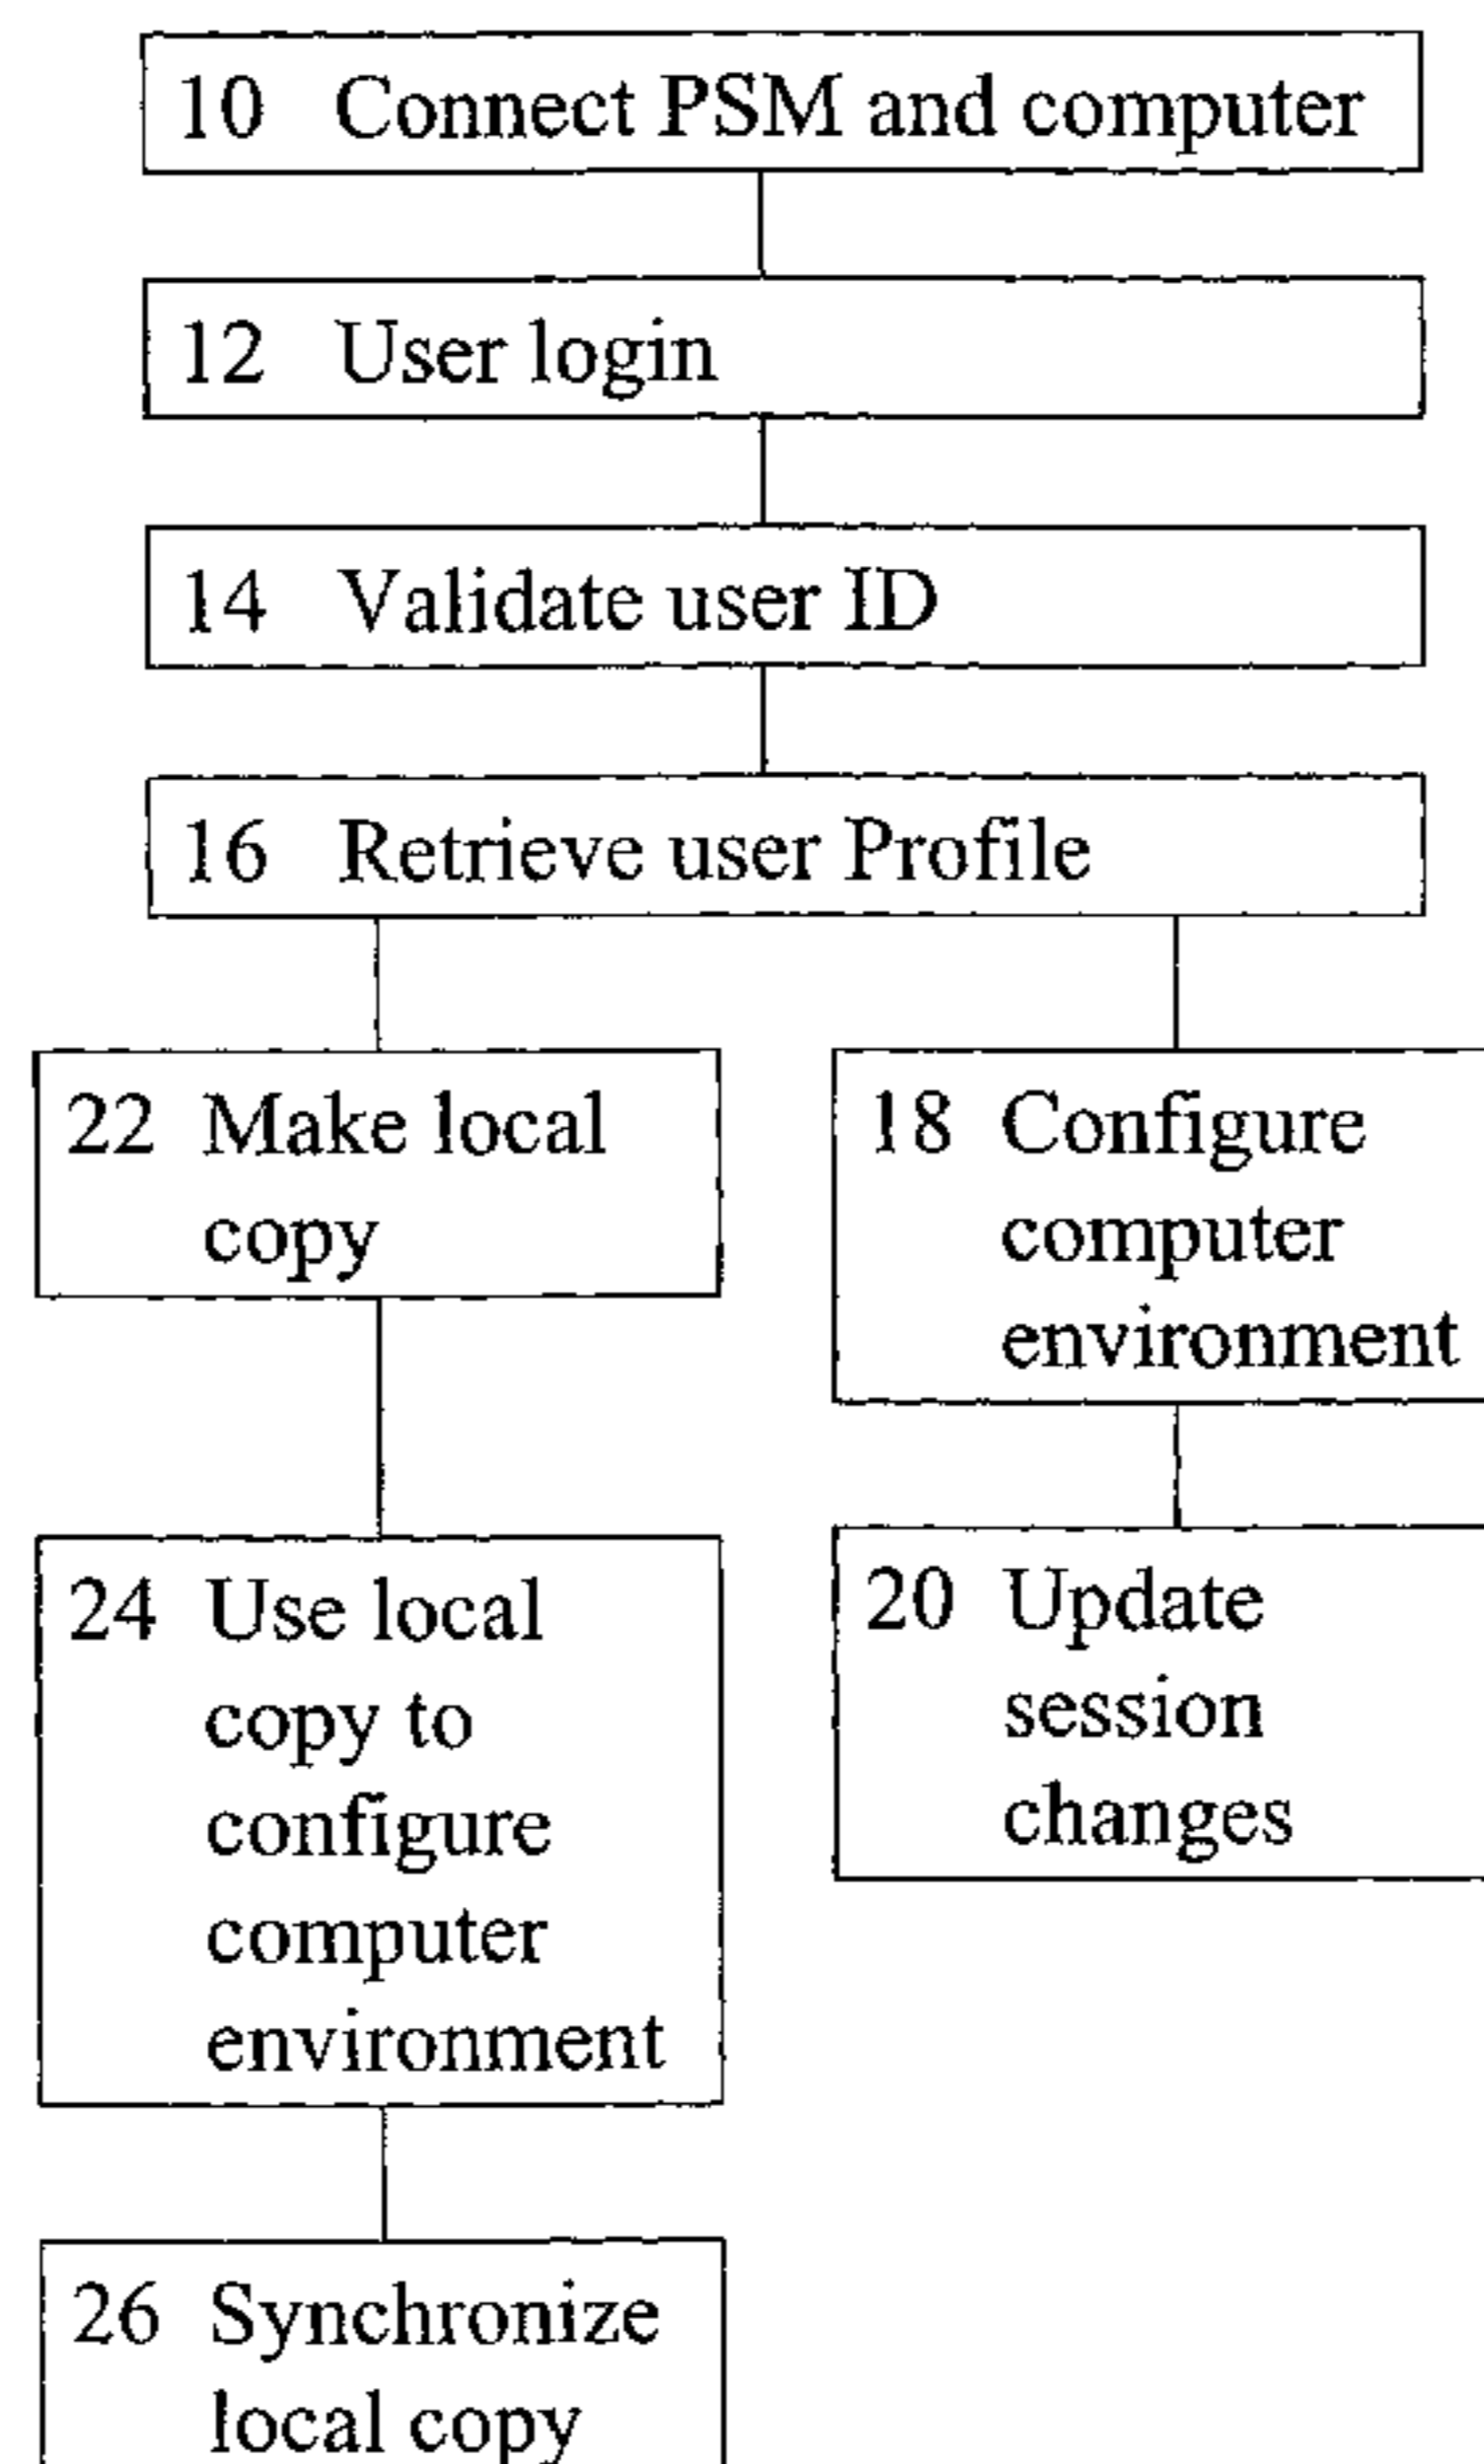 10 Connect PSM and computer
12 User login
14 Validate user ID
16 Retrieve user Profile
22 Make local
copy
18 Configure
computer
environment
24 Use local
copy to
configure
computer
environment
20 Update
session
changes
26 Synchronize
local copy